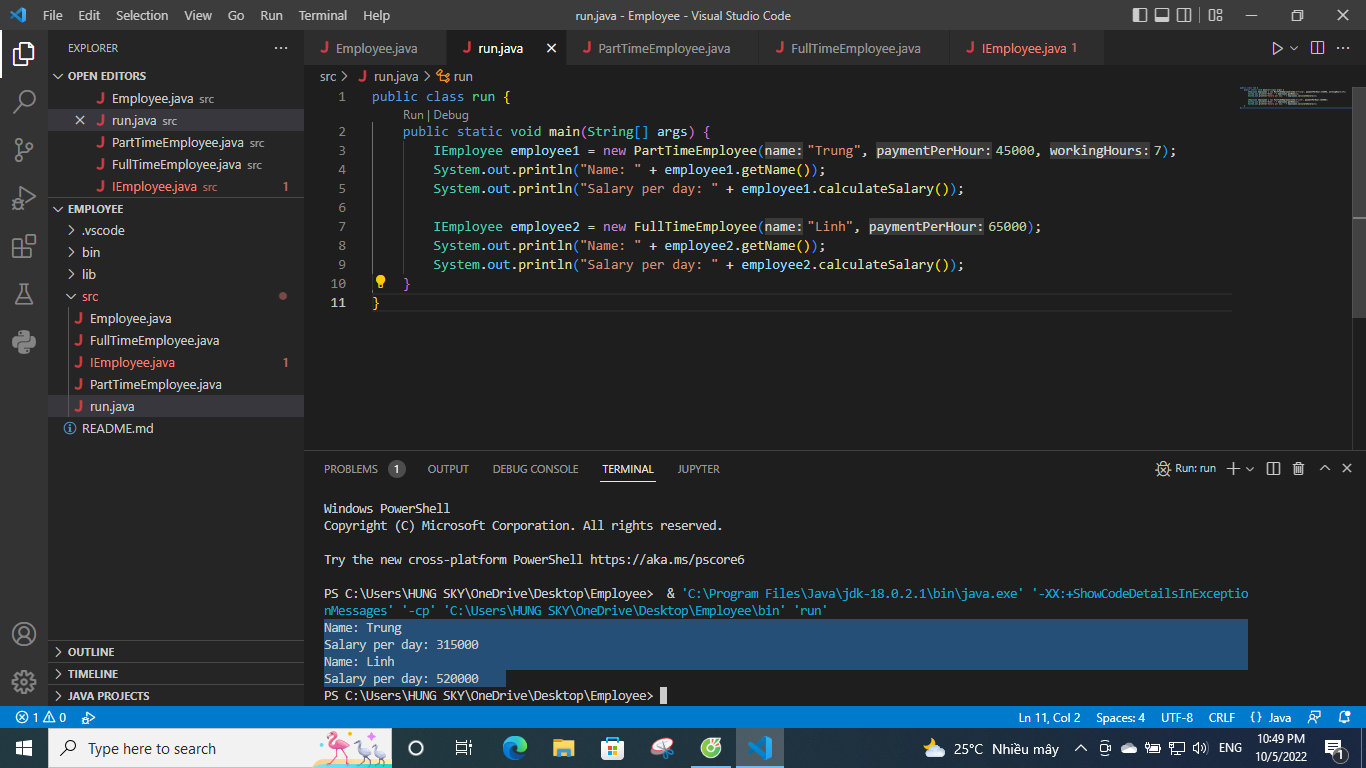 File Edit Selection View Go Run Terminal Help
run.java - Employee - Visual Studio Code
EXPLORER
OPEN EDITORS
Employee.java src
run.java src
PartTimeEmployee.java src
FullTimeEmployee.java src
IEmployee.java src 1
EMPLOYEE
.vscode
bin
lib
src
Employee.java
FullTimeEmployee.java
IEmployee.java 1
PartTimeEmployee.java
run.java
README.md
OUTLINE
TIMELINE
JAVA PROJECTS
Employee.java run.java PartTimeEmployee.java FullTimeEmployee.java IEmployee.java 1
src > run.java > run
1 public class run {
Run | Debug
2 public static void main(String[] args) {
3 IEmployee employee1 = new PartTimeEmployee(name: "Trung", paymentPerHour: 45000, workingHours: 7);
4 System.out.println("Name: " + employee1.getName());
5 System.out.println("Salary per day: " + employee1.calculateSalary());
6
7 IEmployee employee2 = new FullTimeEmployee(name: "Linh", paymentPerHour: 65000);
8 System.out.println("Name: " + employee2.getName());
9 System.out.println("Salary per day: " + employee2.calculateSalary());
10 }
11 }
PROBLEMS 1 OUTPUT DEBUG CONSOLE TERMINAL JUPYTER
Run: run
Windows PowerShell
Copyright (C) Microsoft Corporation. All rights reserved.
Try the new cross-platform PowerShell https://aka.ms/pscore6
PS C:\Users\HUNG SKY\OneDrive\Desktop\Employee> & 'C:\Program Files\Java\jdk-18.0.2.1\bin\java.exe' '-XX:+ShowCodeDetailsInExceptio
nMessages' '-cp' 'C:\Users\HUNG SKY\OneDrive\Desktop\Employee\bin' 'run'
Name: Trung
Salary per day: 315000
Name: Linh
Salary per day: 520000
PS C:\Users\HUNG SKY\OneDrive\Desktop\Employee>
1 0
Ln 11, Col 2 Spaces: 4 UTF-8 CRLF {} Java
Type here to search
25°C Nhiều mây
ENG
10:49 PM
10/5/2022
1